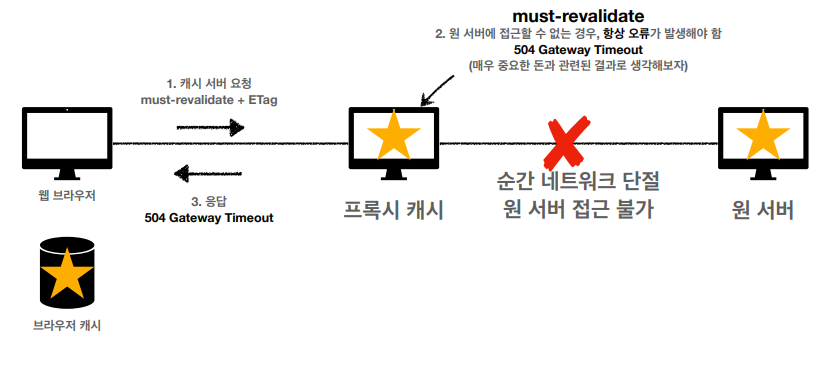 must-revalidate
2. 원 서버에 접근할 수 없는 경우, 항상 오류가 발생해야 함
504 Gateway Timeout
(매우 중요한 돈과 관련된 결과로 생각해보자)
1. 캐시 서버 요청
must-revalidate + ETag
웹 브라우저
3. 응답
504 Gateway Timeout
프록시 캐시
순간 네트워크 단절
원 서버 접근 불가
원 서버
브라우저 캐시